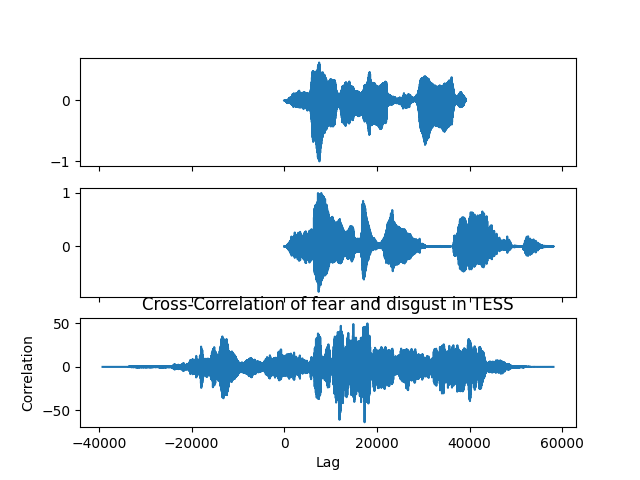 0
−1
1
0
Cross-Correlation of fear and disgust in TESS
50
0
−50
Correlation
−40000 −20000 0 20000 40000 60000
Lag